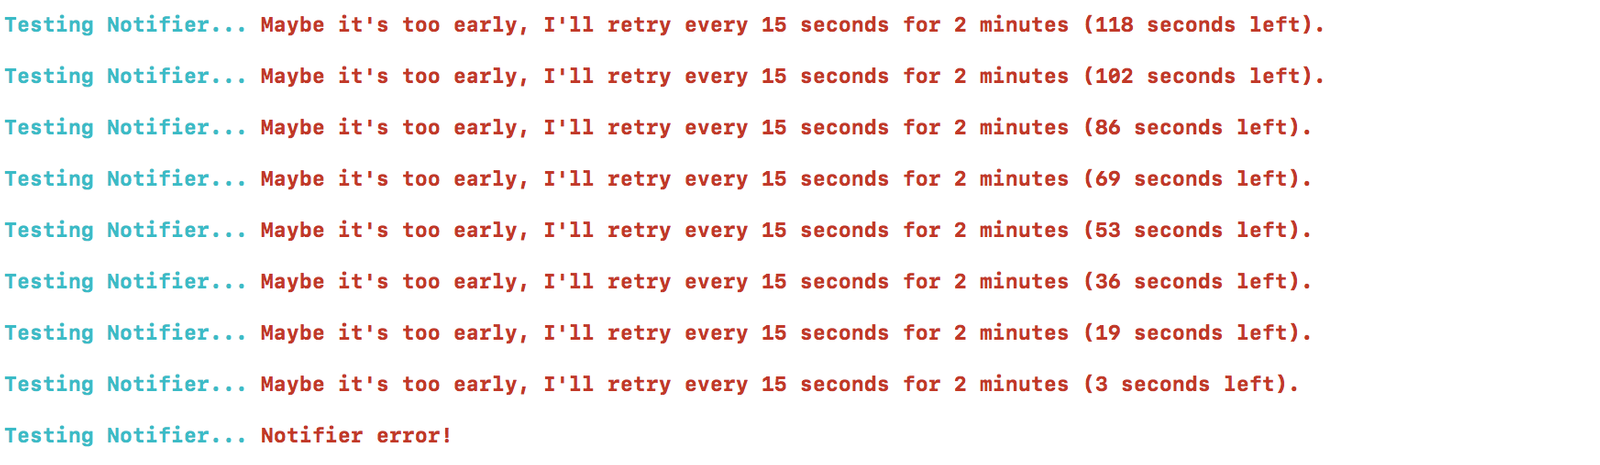 Testing Notifier... Maybe it's too early, I'll retry every 15 seconds for 2 minutes (118 seconds left).
Testing Notifier... Maybe it's too early, I'll retry every 15 seconds for 2 minutes (102 seconds left).
Testing Notifier... Maybe it's too early, I'll retry every 15 seconds for 2 minutes (86 seconds left).
Testing Notifier... Maybe it's too early, I'll retry every 15 seconds for 2 minutes (69 seconds left).
Testing Notifier... Maybe it's too early, I'll retry every 15 seconds for 2 minutes (53 seconds left).
Testing Notifier... Maybe it's too early, I'll retry every 15 seconds for 2 minutes (36 seconds left).
Testing Notifier... Maybe it's too early, I'll retry every 15 seconds for 2 minutes (19 seconds left).
Testing Notifier... Maybe it's too early, I'll retry every 15 seconds for 2 minutes (3 seconds left).
Testing Notifier... Notifier error!